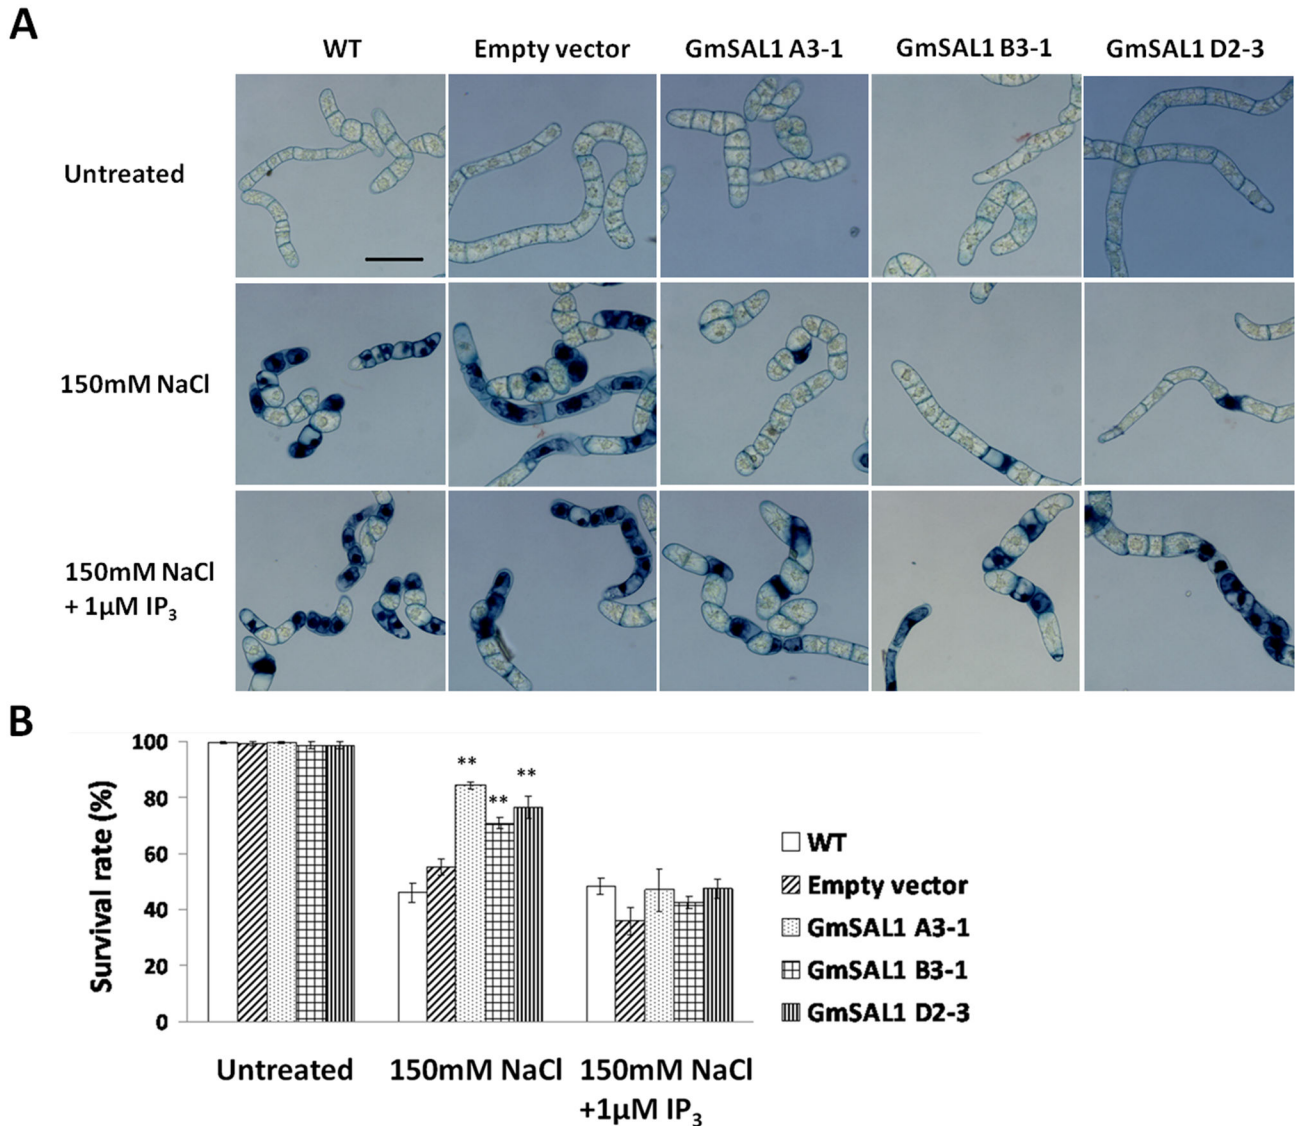 A
WT Empty vector GmSAL1 A3-1 GmSAL1 B3-1 GmSAL1 D2-3
Untreated
150mM NaCl
150mM NaCl
+ 1µM IP₃
B
Survival rate (%)
100
80
60
40
20
0
**
**
**
WT
Empty vector
GmSAL1 A3-1
GmSAL1 B3-1
GmSAL1 D2-3
Untreated 150mM NaCl 150mM NaCl
+1µM IP₃